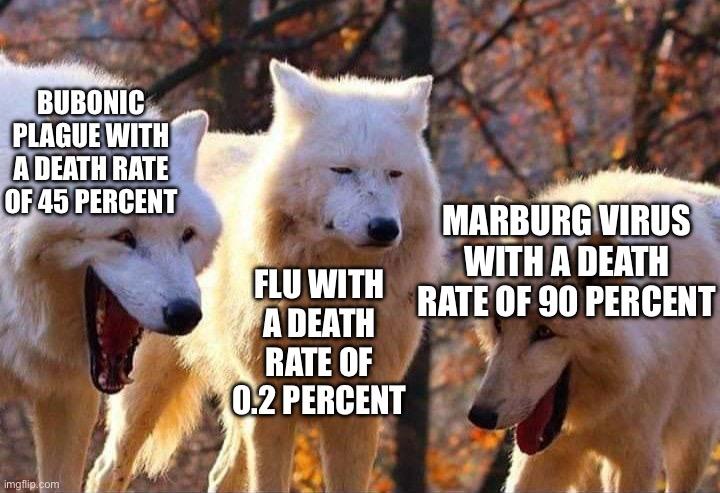 BUBONIC
PLAGUE WITH
A DEATH RATE
OF 45 PERCENT
FLU WITH
A DEATH
RATE OF
0.2 PERCENT
MARBURG VIRUS
WITH A DEATH
RATE OF 90 PERCENT
imgflip.com